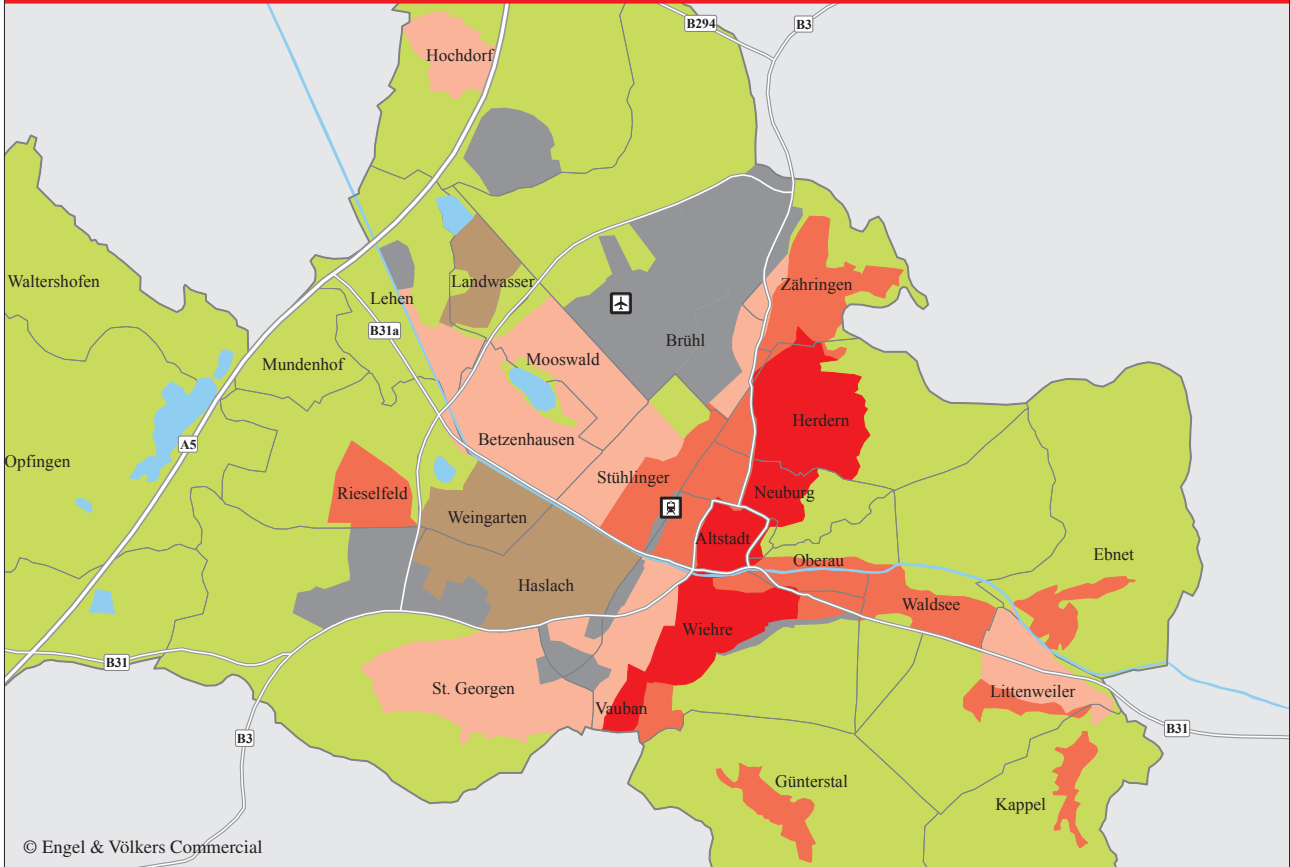 B294
B3
Hochdorf
Waltershofen
Landwasser
Zähringen
Lehen
B31a
Brühl
Mooswald
Mundenhof
Herdern
Betzenhausen
A5
Opfingen
Stühlinger
Rieselfeld
Neuburg
Weingarten
Altstadt
Oberau
Ebnet
Haslach
Waldsee
Wiehre
B31
St. Georgen
Littenweiler
Vauban
B31
B3
Günterstal
Kappel
© Engel & Völkers Commercial